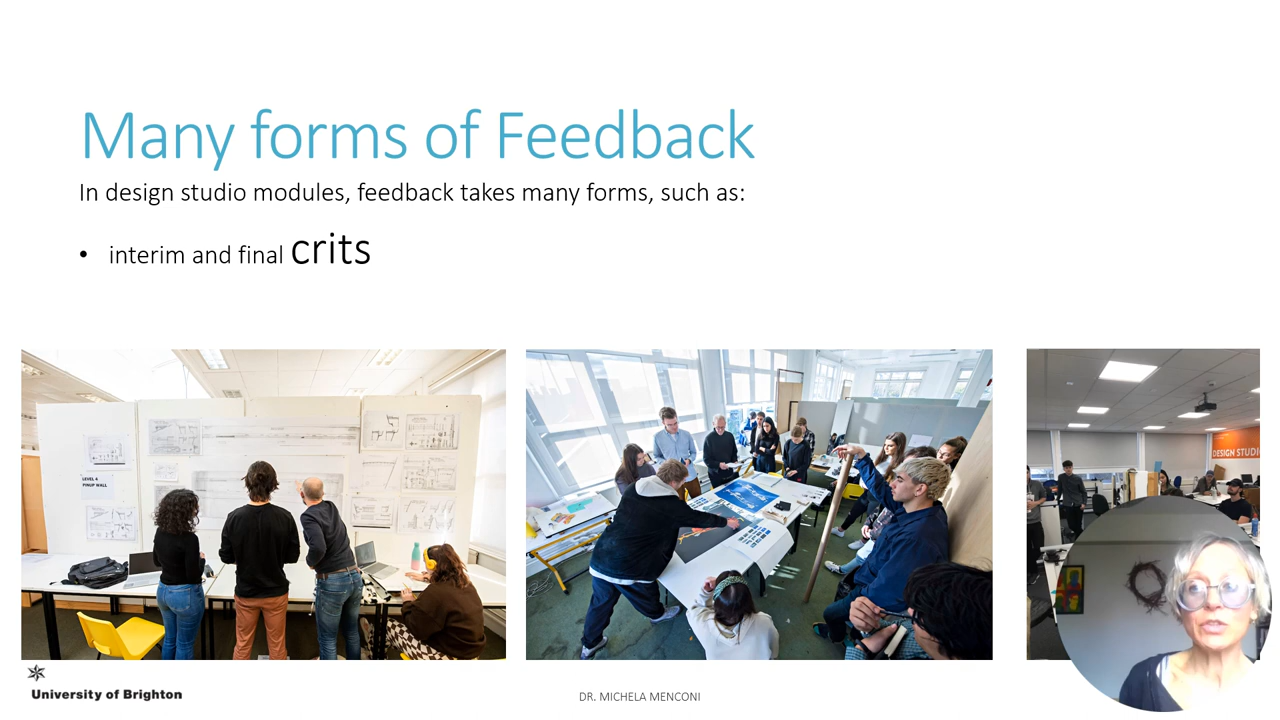 Many forms of Feedback
In design studio modules, feedback takes many forms, such as:
• interim and final crits
LEVEL 4
PINUP WALL
DESIGN STUDIO
University of Brighton
DR. MICHELA MENCONI